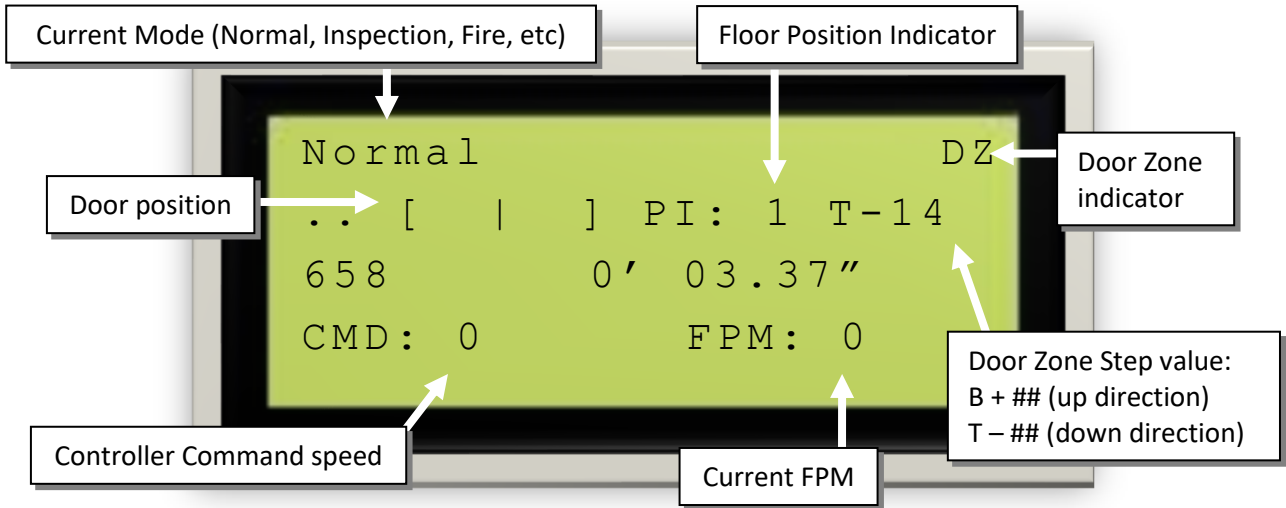 Current Mode (Normal, Inspection, Fire, etc)
Floor Position Indicator
Normal DZ
Door Zone
indicator
Door position
.. [ | ] PI: 1 T-14
658 0' 03.37"
CMD: 0 FPM: 0
Door Zone Step value:
B + ## (up direction)
T – ## (down direction)
Controller Command speed
Current FPM